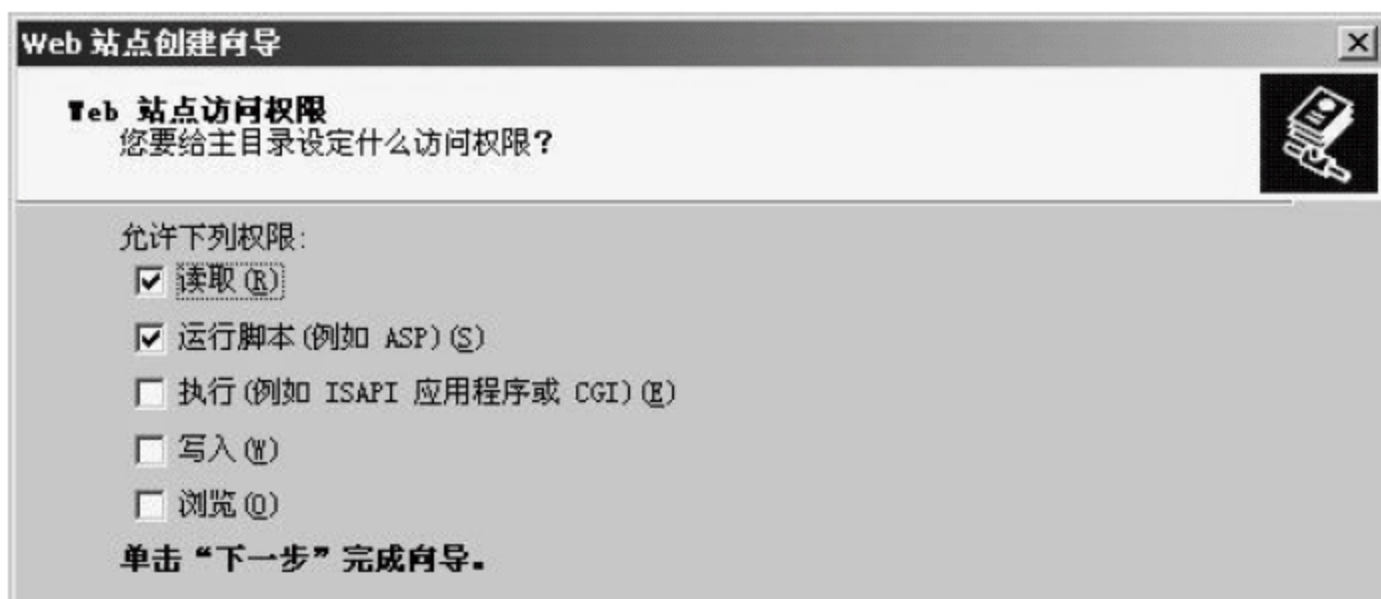 Web 站点创建向导
Web 站点访问权限
您要给主目录设定什么访问权限?
允许下列权限:
读取(R)
运行脚本(例如 ASP)(S)
执行(例如 ISAPI 应用程序或 CGI)(E)
写入(W)
浏览(O)
单击“下一步”完成向导。